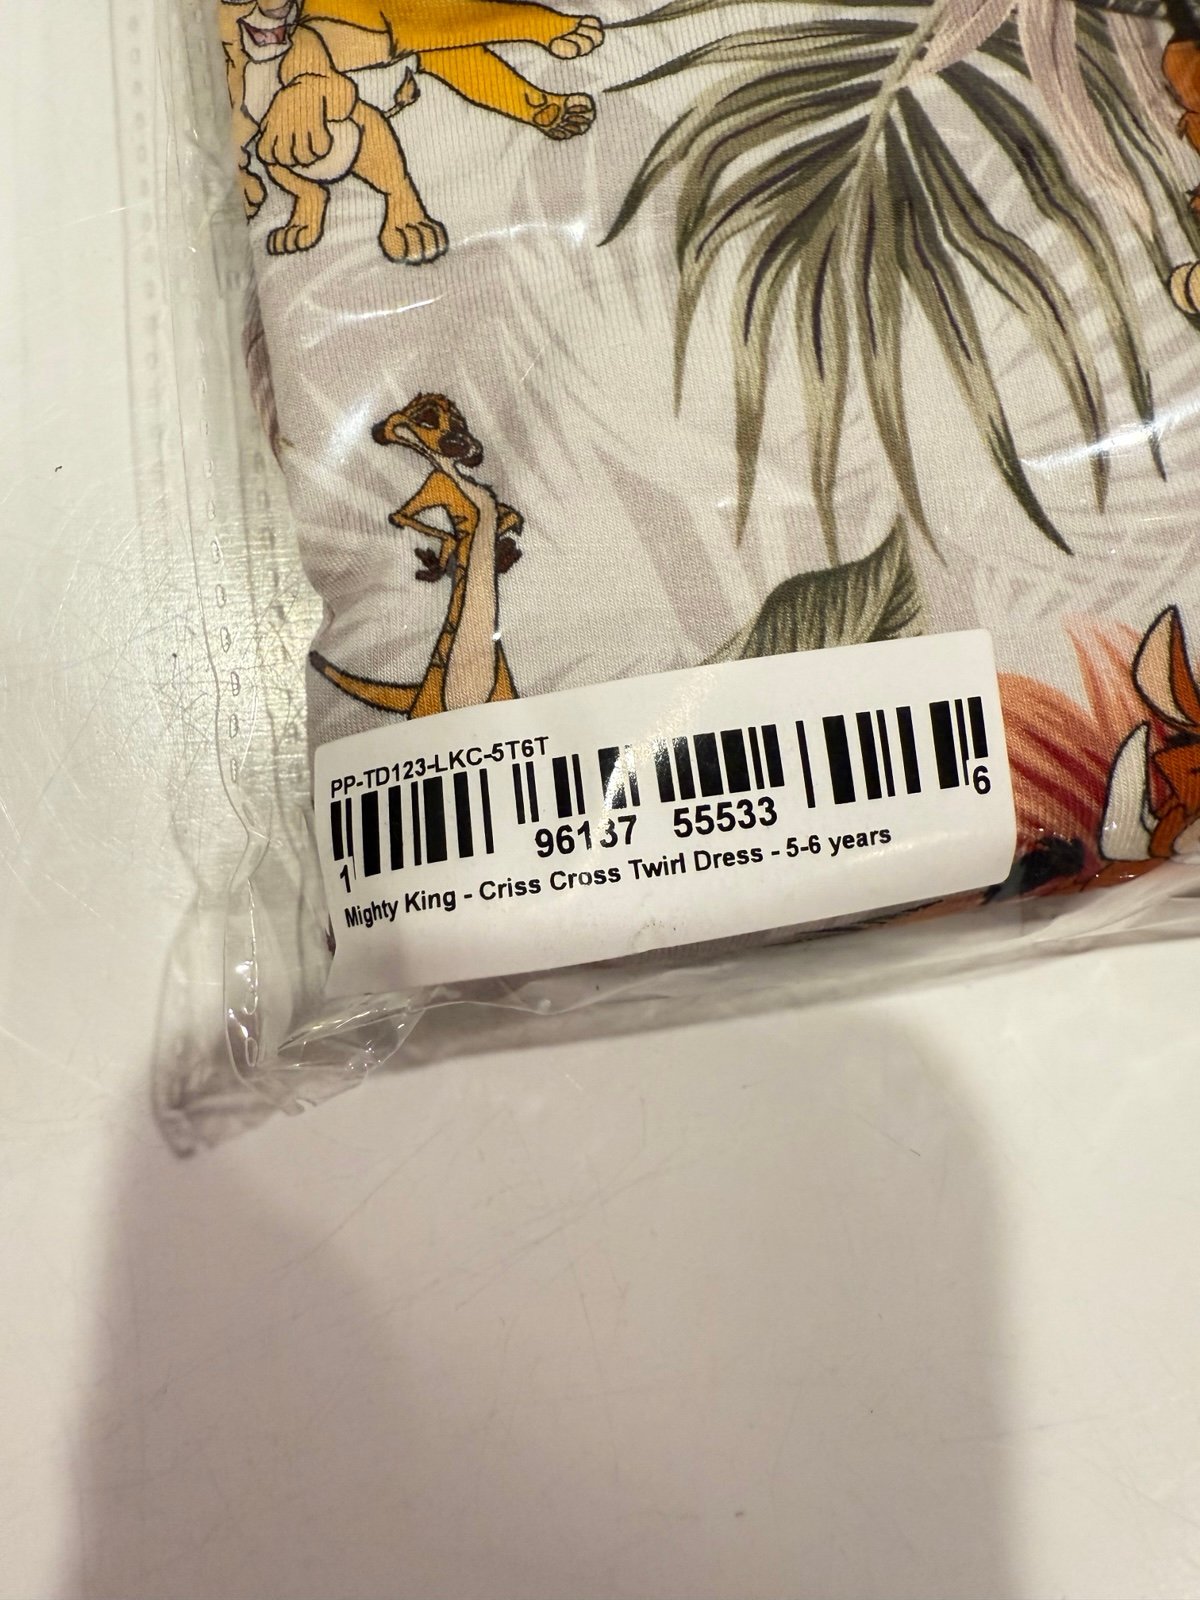 PP-TD123-LKC-5T6T
1 96137 55533 6
Mighty King - Criss Cross Twirl Dress - 5-6 years